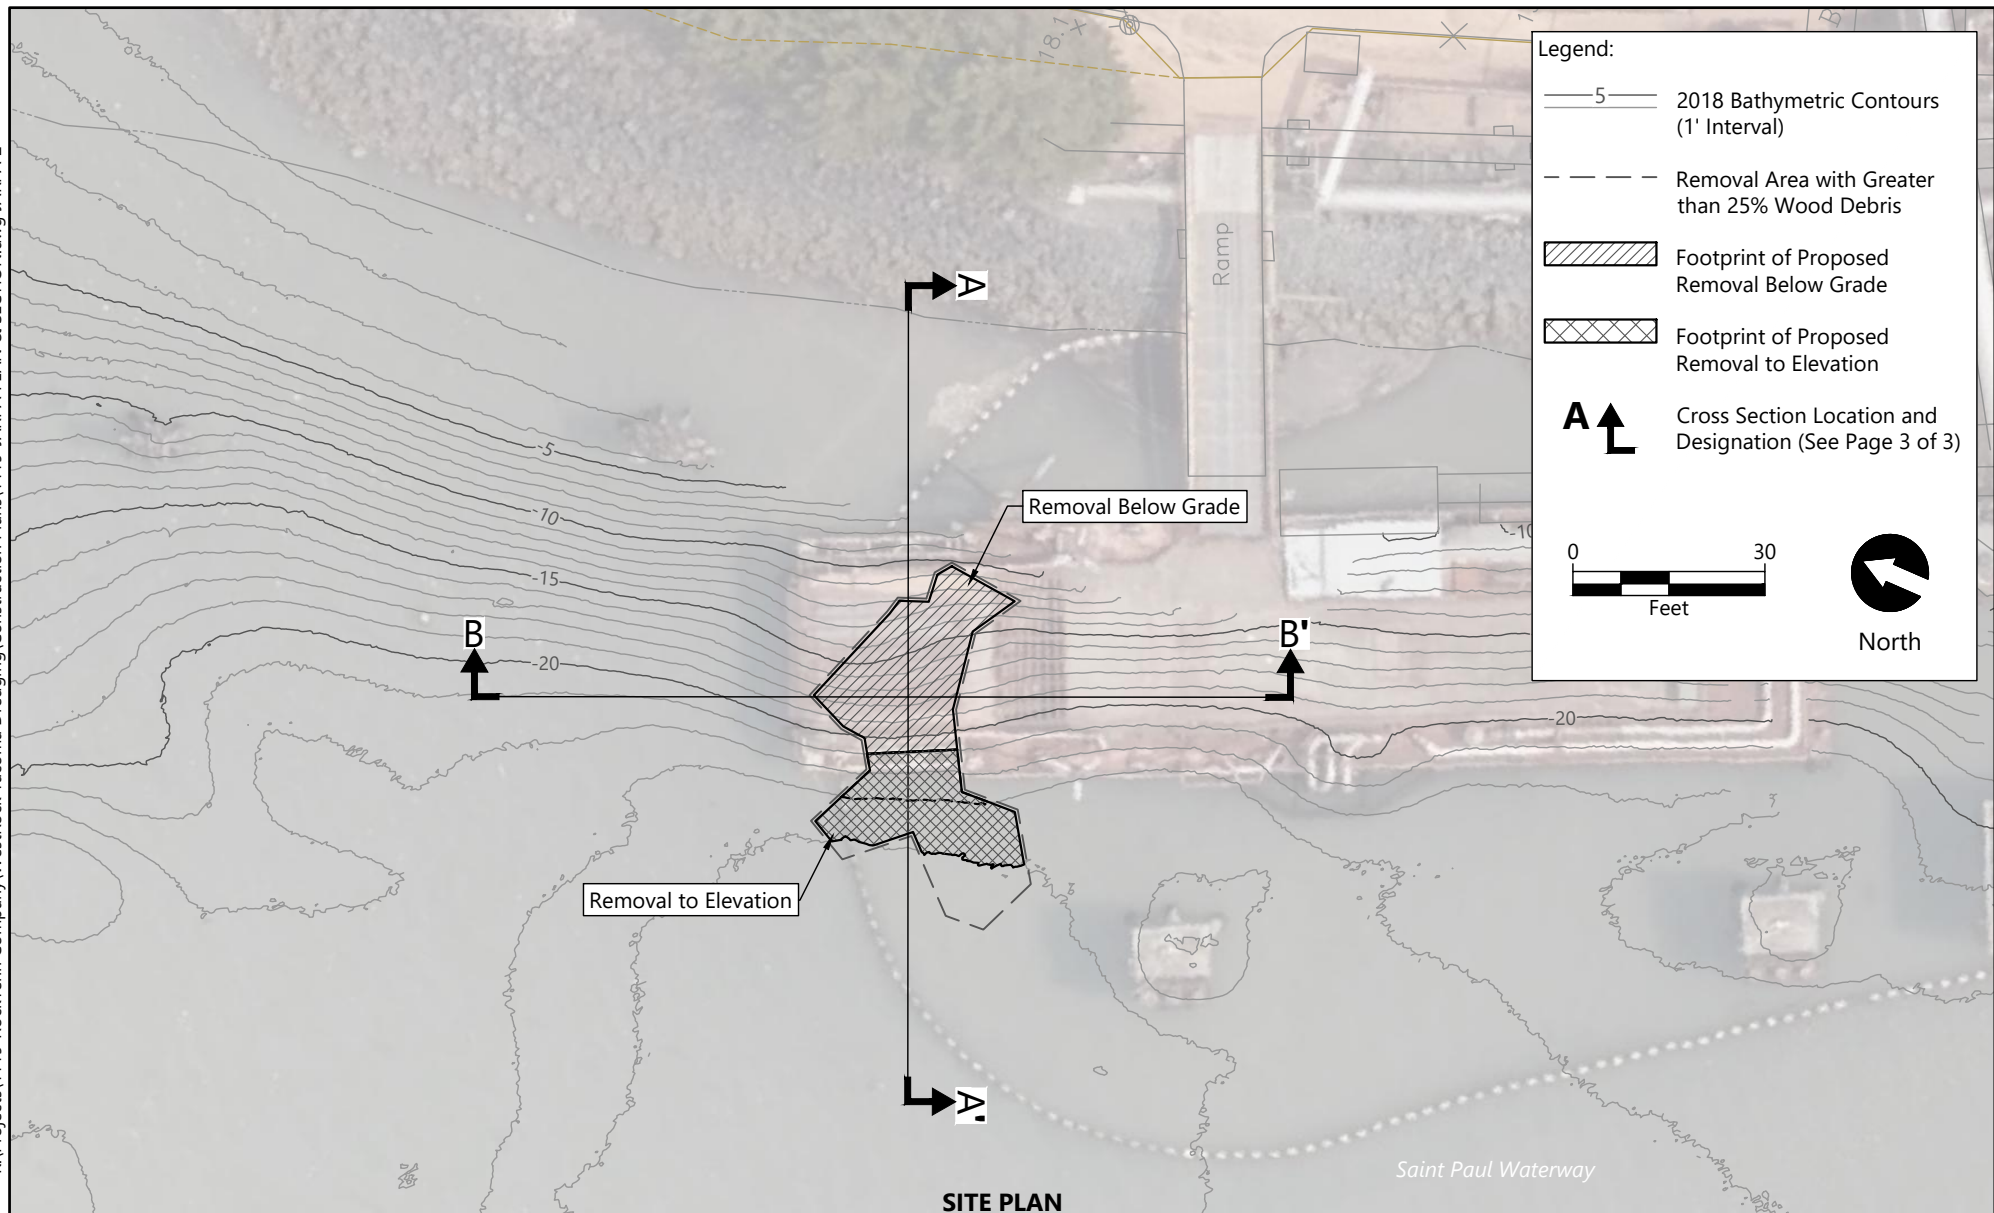 18.1
Legend:
5
2018 Bathymetric Contours
(1' Interval)
Removal Area with Greater
than 25% Wood Debris
Footprint of Proposed
Removal Below Grade
Footprint of Proposed
Removal to Elevation
A
Cross Section Location and
Designation (See Page 3 of 3)
0 30
Feet
North
Ramp
A
-5
-10
-10
-15
-20
-20
Removal Below Grade
B
B'
Removal to Elevation
A'
Saint Paul Waterway
SITE PLAN